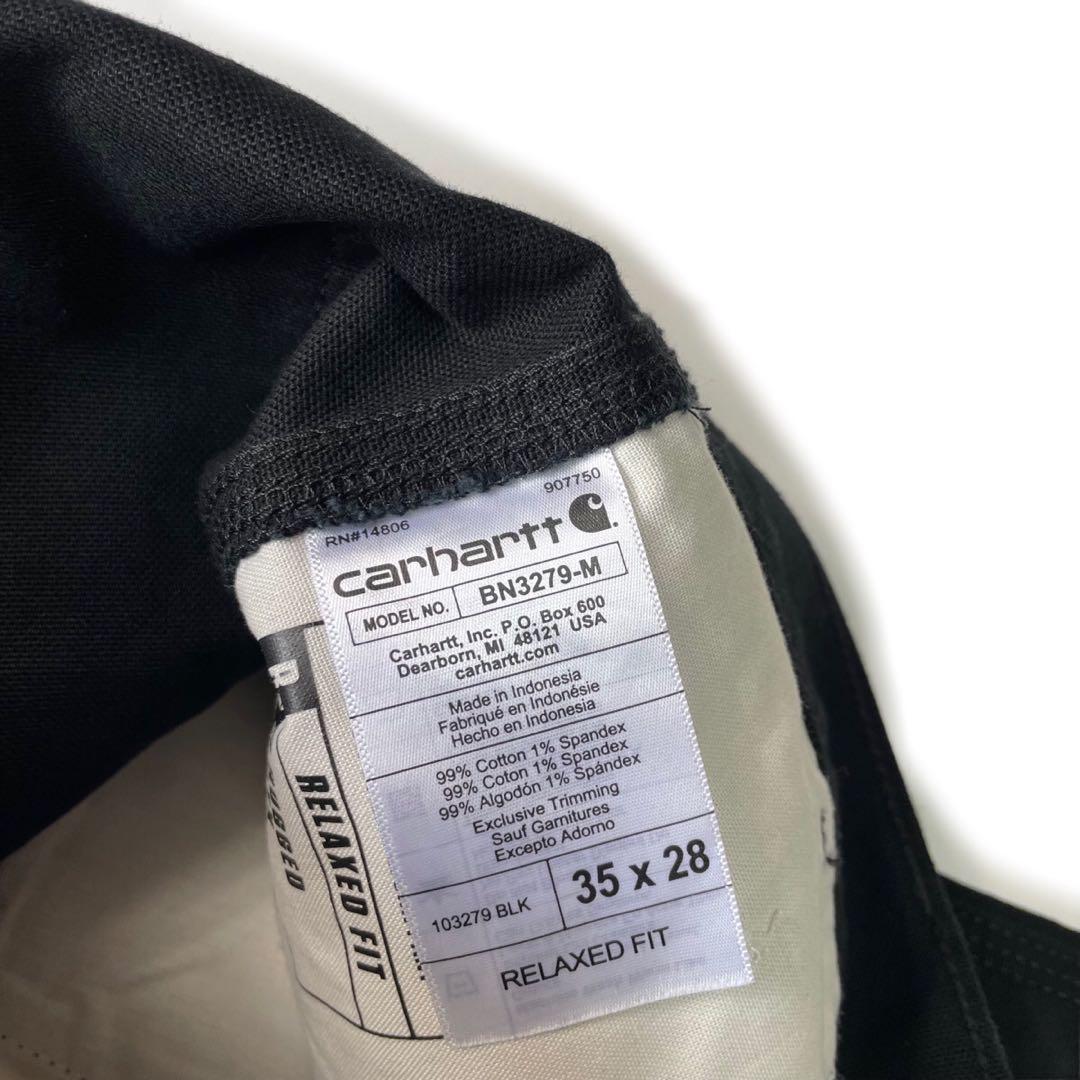 907750
RN#14806
carhartt
MODEL NO. BN3279-M
Carhartt, Inc. P.O. Box 600
Dearborn, MI 48121 USA
carhartt.com
Made in Indonesia
Fabriqué en Indonésie
Hecho en Indonesia
99% Cotton 1% Spandex
99% Coton 1% Spandex
99% Algodón 1% Spándex
Exclusive Trimming
Sauf Garnitures
Excepto Adorno
103279 BLK 35 x 28
RELAXED FIT
RELAXED FIT